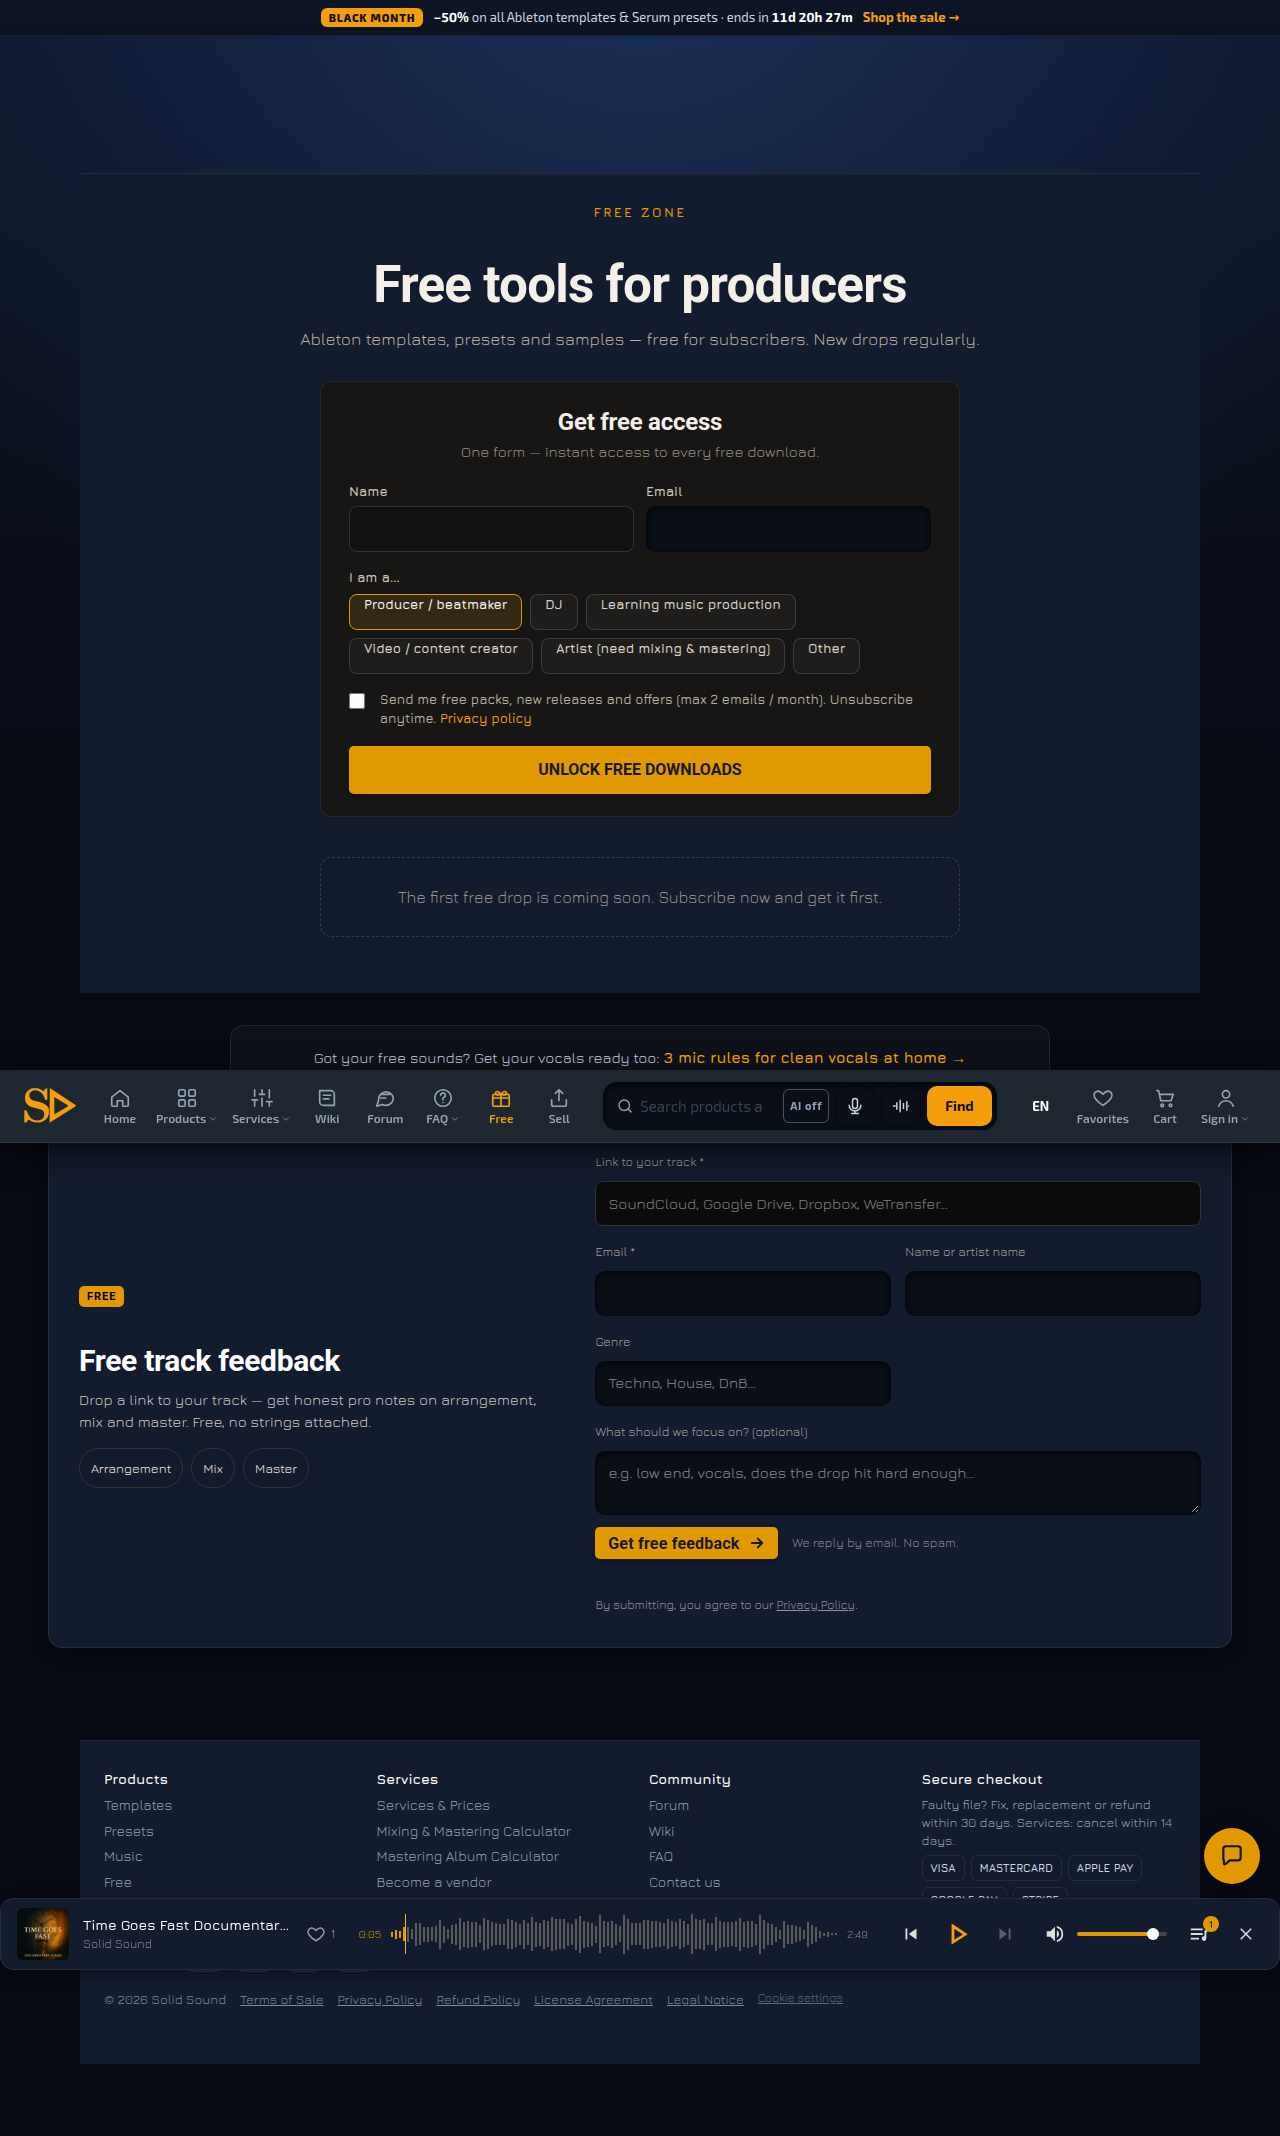 BLACK MONTH −50% on all Ableton templates & Serum presets · ends in 11d 20h 27m Shop the sale →
FREE ZONE
Free tools for producers
Ableton templates, presets and samples — free for subscribers. New drops regularly.
Get free access
One form — instant access to every free download.
Name Email
I am a...
Producer / beatmaker DJ Learning music production
Video / content creator Artist (need mixing & mastering) Other
Send me free packs, new releases and offers (max 2 emails / month). Unsubscribe
anytime. Privacy policy
UNLOCK FREE DOWNLOADS
The first free drop is coming soon. Subscribe now and get it first.
Got your free sounds? Get your vocals ready too: 3 mic rules for clean vocals at home →
Home Products Services Wiki Forum FAQ Free Sell Search products a AI off Find EN Favorites Cart Sign in
Link to your track *
SoundCloud, Google Drive, Dropbox, WeTransfer...
Email * Name or artist name
FREE
Genre
Free track feedback
Techno, House, DnB...
Drop a link to your track — get honest pro notes on arrangement,
mix and master. Free, no strings attached.
What should we focus on? (optional)
Arrangement Mix Master
e.g. low end, vocals, does the drop hit hard enough...
Get free feedback → We reply by email. No spam.
By submitting, you agree to our Privacy Policy.
Products Services Community Secure checkout
Templates Services & Prices Forum Faulty file? Fix, replacement or refund
within 30 days. Services: cancel within 14
days.
Presets Mixing & Mastering Calculator Wiki
Music Mastering Album Calculator FAQ
VISA MASTERCARD APPLE PAY
Free Become a vendor Contact us
GOOGLE PAY STRIPE
TIME GOES
FAST
Time Goes Fast Documentar...
Solid Sound
1 0:05 2:49 1
© 2026 Solid Sound Terms of Sale Privacy Policy Refund Policy License Agreement Legal Notice Cookie settings